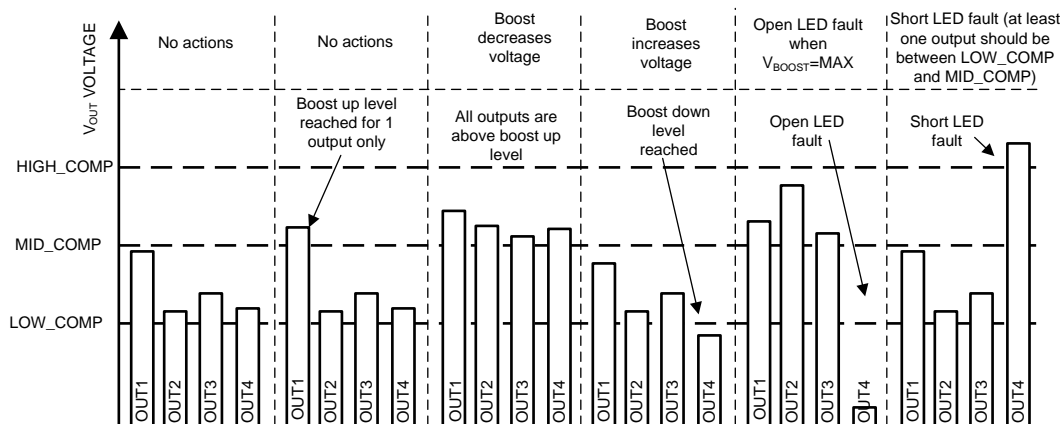 V_OUT VOLTAGE
No actions
No actions
Boost
decreases
voltage
Boost
increases
voltage
Open LED fault
when
V_BOOST=MAX
Short LED fault (at least
one output should be
between LOW_COMP
and MID_COMP)
Boost up level
reached for 1
output only
All outputs are
above boost up
level
Boost down
level
reached
Open LED
fault
Short LED
fault
HIGH_COMP
MID_COMP
LOW_COMP
OUT1
OUT2
OUT3
OUT4
OUT1
OUT2
OUT3
OUT4
OUT1
OUT2
OUT3
OUT4
OUT1
OUT2
OUT3
OUT4
OUT1
OUT2
OUT3
OUT4
OUT1
OUT2
OUT3
OUT4